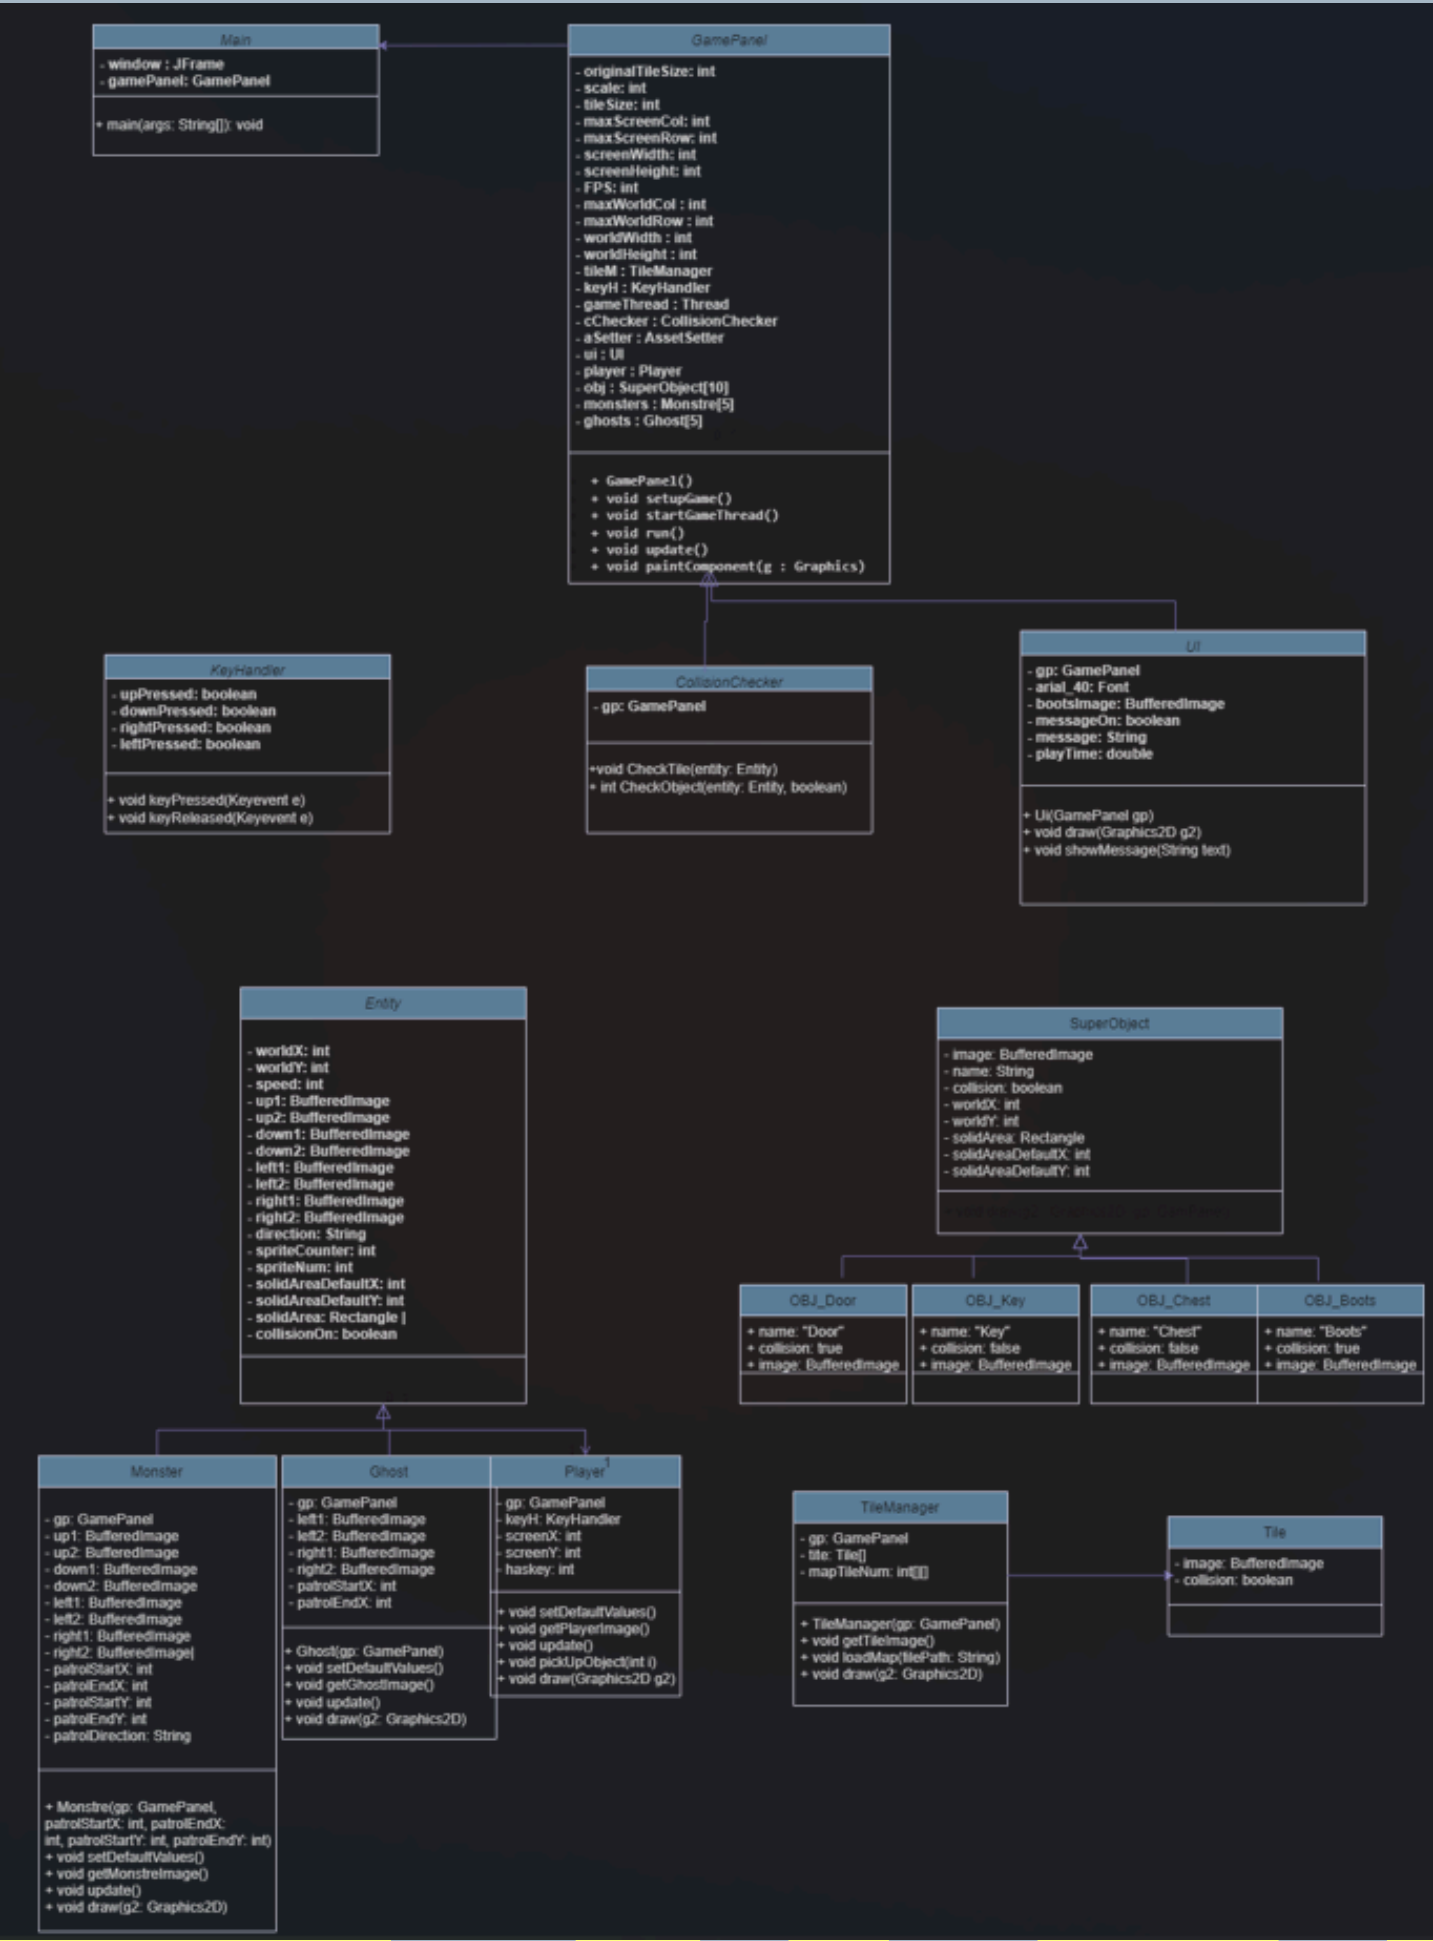 Main
- window : JFrame
- gamePanel: GamePanel
+ main(args: String[]): void
GamePanel
- originalTileSize: int
- scale: int
- tileSize: int
- maxScreenCol: int
- maxScreenRow: int
- screenWidth: int
- screenHeight: int
- FPS: int
- maxWorldCol : int
- maxWorldRow : int
- worldWidth : int
- worldHeight : int
- tileM : TileManager
- keyH : KeyHandler
- gameThread : Thread
- cChecker : CollisionChecker
- aSetter : AssetSetter
- ui : UI
- player : Player
- obj : SuperObject[10]
- monsters : Monstre[5]
- ghosts : Ghost[5]
+ GamePanel()
+ void setupGame()
+ void startGameThread()
+ void run()
+ void update()
+ void paintComponent(g : Graphics)
KeyHandler
- upPressed: boolean
- downPressed: boolean
- rightPressed: boolean
- leftPressed: boolean
+ void keyPressed(Keyevent e)
+ void keyReleased(Keyevent e)
CollisionChecker
- gp: GamePanel
+void CheckTile(entity: Entity)
+ int CheckObject(entity: Entity, boolean)
UI
- gp: GamePanel
- arial_40: Font
- bootsImage: BufferedImage
- messageOn: boolean
- message: String
- playTime: double
+ Ui(GamePanel gp)
+ void draw(Graphics2D g2)
+ void showMessage(String text)
Entity
- worldX: int
- worldY: int
- speed: int
- up1: BufferedImage
- up2: BufferedImage
- down1: BufferedImage
- down2: BufferedImage
- left1: BufferedImage
- left2: BufferedImage
- right1: BufferedImage
- right2: BufferedImage
- direction: String
- spriteCounter: int
- spriteNum: int
- solidAreaDefaultX: int
- solidAreaDefaultY: int
- solidArea: Rectangle |
- collisionOn: boolean
SuperObject
- image: BufferedImage
- name: String
- collision: boolean
- worldX: int
- worldY: int
- solidArea: Rectangle
- solidAreaDefaultX: int
- solidAreaDefaultY: int
OBJ_Door
+ name: "Door"
+ collision: true
+ image: BufferedImage
OBJ_Key
+ name: "Key"
+ collision: false
+ image: BufferedImage
OBJ_Chest
+ name: "Chest"
+ collision: false
+ image: BufferedImage
OBJ_Boots
+ name: "Boots"
+ collision: true
+ image: BufferedImage
Monster
- gp: GamePanel
- up1: BufferedImage
- up2: BufferedImage
- down1: BufferedImage
- down2: BufferedImage
- left1: BufferedImage
- left2: BufferedImage
- right1: BufferedImage
- right2: BufferedImage|
- patrolStartX: int
- patrolEndX: int
- patrolStartY: int
- patrolEndY: int
- patrolDirection: String
+ Monstre(gp: GamePanel,
patrolStartX: int, patrolEndX:
int, patrolStartY: int, patrolEndY: int)
+ void setDefaultValues()
+ void getMonstreImage()
+ void update()
+ void draw(g2: Graphics2D)
Ghost
- gp: GamePanel
- left1: BufferedImage
- left2: BufferedImage
- right1: BufferedImage
- right2: BufferedImage
- patrolStartX: int
- patrolEndX: int
+ Ghost(gp: GamePanel)
+ void setDefaultValues()
+ void getGhostImage()
+ void update()
+ void draw(g2: Graphics2D)
1
Player
- gp: GamePanel
- keyH: KeyHandler
- screenX: int
- screenY: int
- haskey: int
+ void setDefaultValues()
+ void getPlayerImage()
+ void update()
+ void pickUpObject(int i)
+ void draw(Graphics2D g2)
TileManager
- gp: GamePanel
- tile: Tile[]
- mapTileNum: int[][]
+ TileManager(gp: GamePanel)
+ void getTileImage()
+ void loadMap(filePath: String)
+ void draw(g2: Graphics2D)
Tile
- image: BufferedImage
- collision: boolean